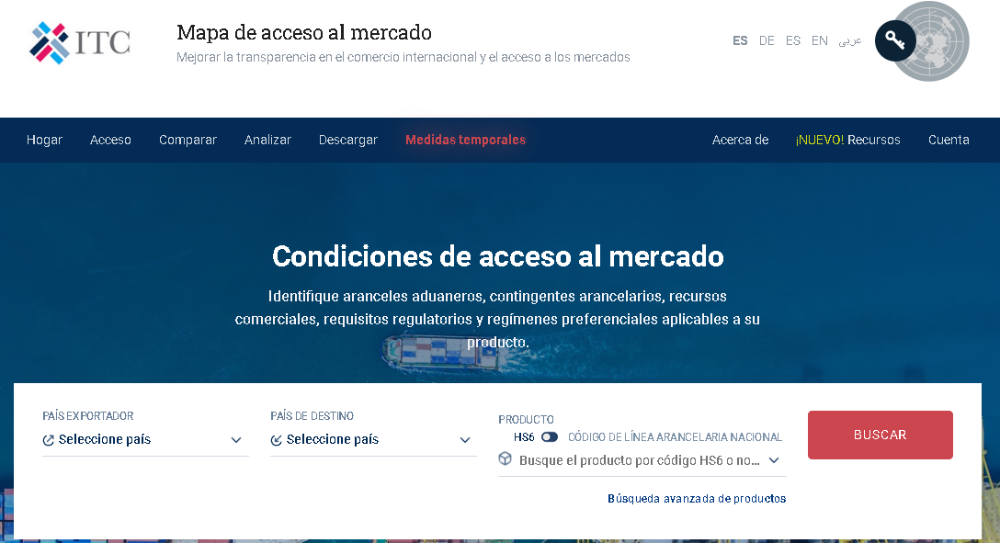 ITC
Mapa de acceso al mercado
Mejorar la transparencia en el comercio internacional y el acceso a los mercados
ES DE ES EN عربى
Hogar Acceso Comparar Analizar Descargar Medidas temporales Acerca de ¡NUEVO! Recursos Cuenta
Condiciones de acceso al mercado
Identifique aranceles aduaneros, contingentes arancelarios, recursos
comerciales, requisitos regulatorios y regímenes preferenciales aplicables a su
producto.
PAÍS EXPORTADOR
Seleccione país
PAÍS DE DESTINO
Seleccione país
PRODUCTO
HS6 CÓDIGO DE LÍNEA ARANCELARIA NACIONAL
Busque el producto por código HS6 o no...
Búsqueda avanzada de productos
BUSCAR